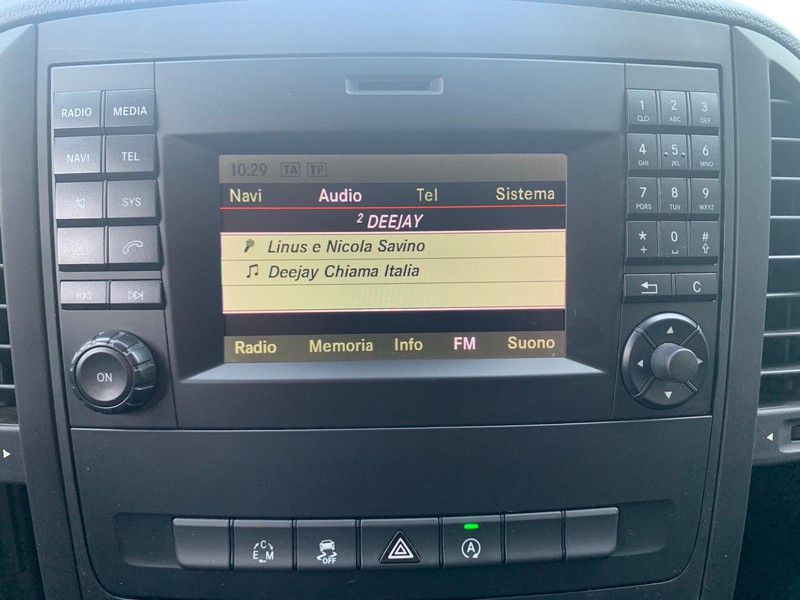 RADIO MEDIA
NAVI TEL
SYS
ON
10:29 TA TP
Navi Audio Tel Sistema
2 DEEJAY
Linus e Nicola Savino
Deejay Chiama Italia
Radio Memoria Info FM Suono
1 2 ABC 3 DEF
4 GHI 5 JKL 6 MNO
7 PQRS 8 TUV 9 WXYZ
* + 0 #
C
C E M
OFF
A